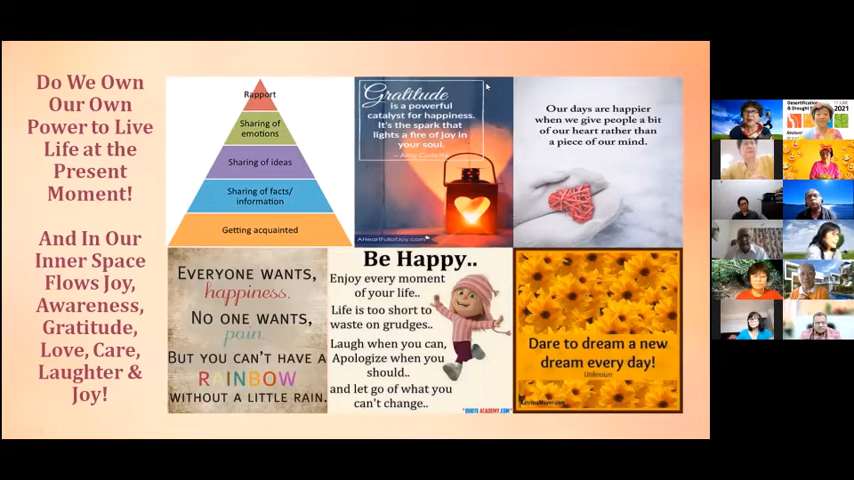 Do We Own
Our Own
Power to Live
Life at the
Present
Moment!
And In Our
Inner Space
Flows Joy,
Awareness,
Gratitude,
Love, Care,
Laughter &
Joy!
Rapport
Sharing of
emotions
Sharing of ideas
Sharing of facts/
information
Getting acquainted
Gratitude
is a powerful
catalyst for happiness.
It's the spark that
lights a fire of joy in
your soul.
AHeartFullofJoy.com
Our days are happier
when we give people a bit
of our heart rather than
a piece of our mind.
EVERYONE WANTS,
happiness.
NO ONE WANTS,
pain.
BUT YOU CAN'T HAVE A
RAINBOW
WITHOUT A LITTLE RAIN.
Be Happy..
Enjoy every moment
of your life..
Life is too short to
waste on grudges..
Laugh when you can,
Apologize when you
should..
and let go of what you
can't change..
"QUOTE ACADEMY.COM"
Dare to dream a new
dream every day!
Unknown
KatrinaMayer.com
Desertification
& Drought
2021